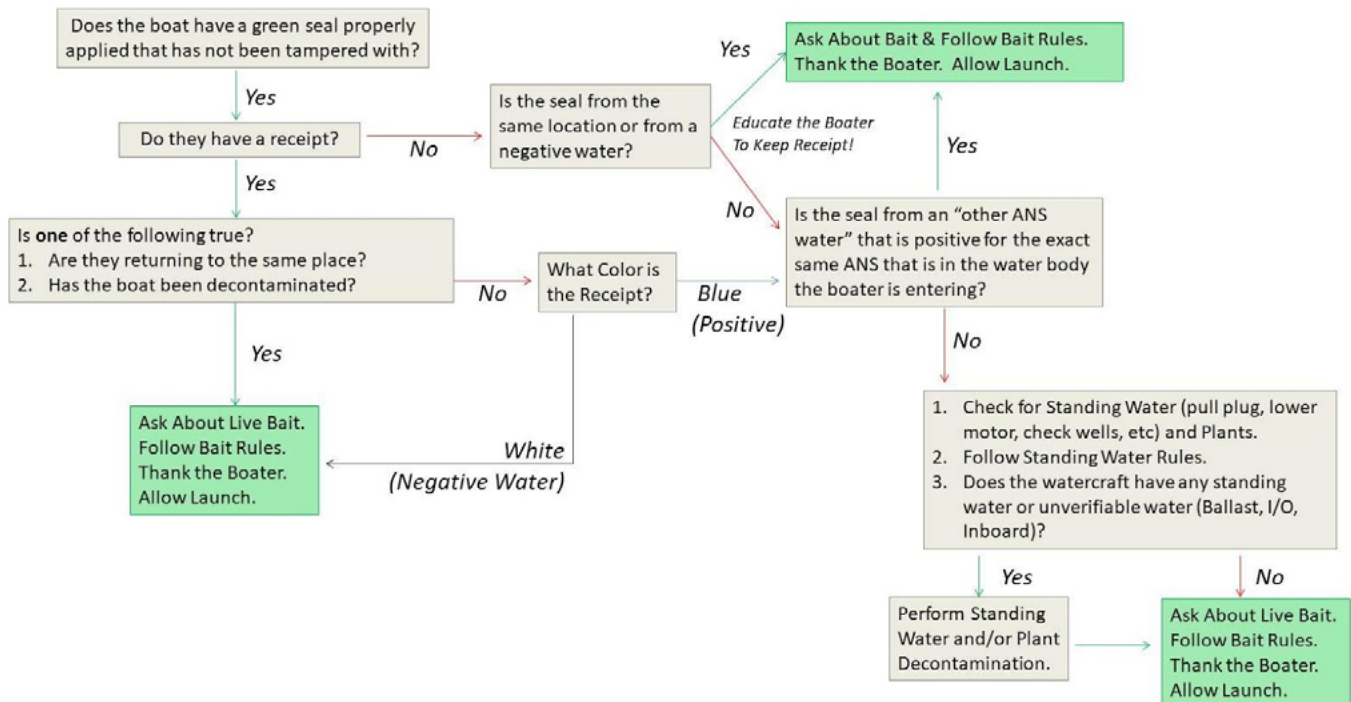 Does the boat have a green seal properly
applied that has not been tampered with?
Yes
Do they have a receipt?
No
Is the seal from the
same location or from a
negative water?
Yes
Educate the Boater
To Keep Receipt!
No
Ask About Bait & Follow Bait Rules.
Thank the Boater.  Allow Launch.
Yes
Yes
Is one of the following true?
1. Are they returning to the same place?
2. Has the boat been decontaminated?
No
What Color is
the Receipt?
Blue
(Positive)
Is the seal from an “other ANS
water” that is positive for the exact
same ANS that is in the water body
the boater is entering?
Yes
Ask About Live Bait.
Follow Bait Rules.
Thank the Boater.
Allow Launch.
White
(Negative Water)
No
1. Check for Standing Water (pull plug, lower
motor, check wells, etc) and Plants.
2. Follow Standing Water Rules.
3. Does the watercraft have any standing
water or unverifiable water (Ballast, I/O,
Inboard)?
Yes
No
Perform Standing
Water and/or Plant
Decontamination.
Ask About Live Bait.
Follow Bait Rules.
Thank the Boater.
Allow Launch.